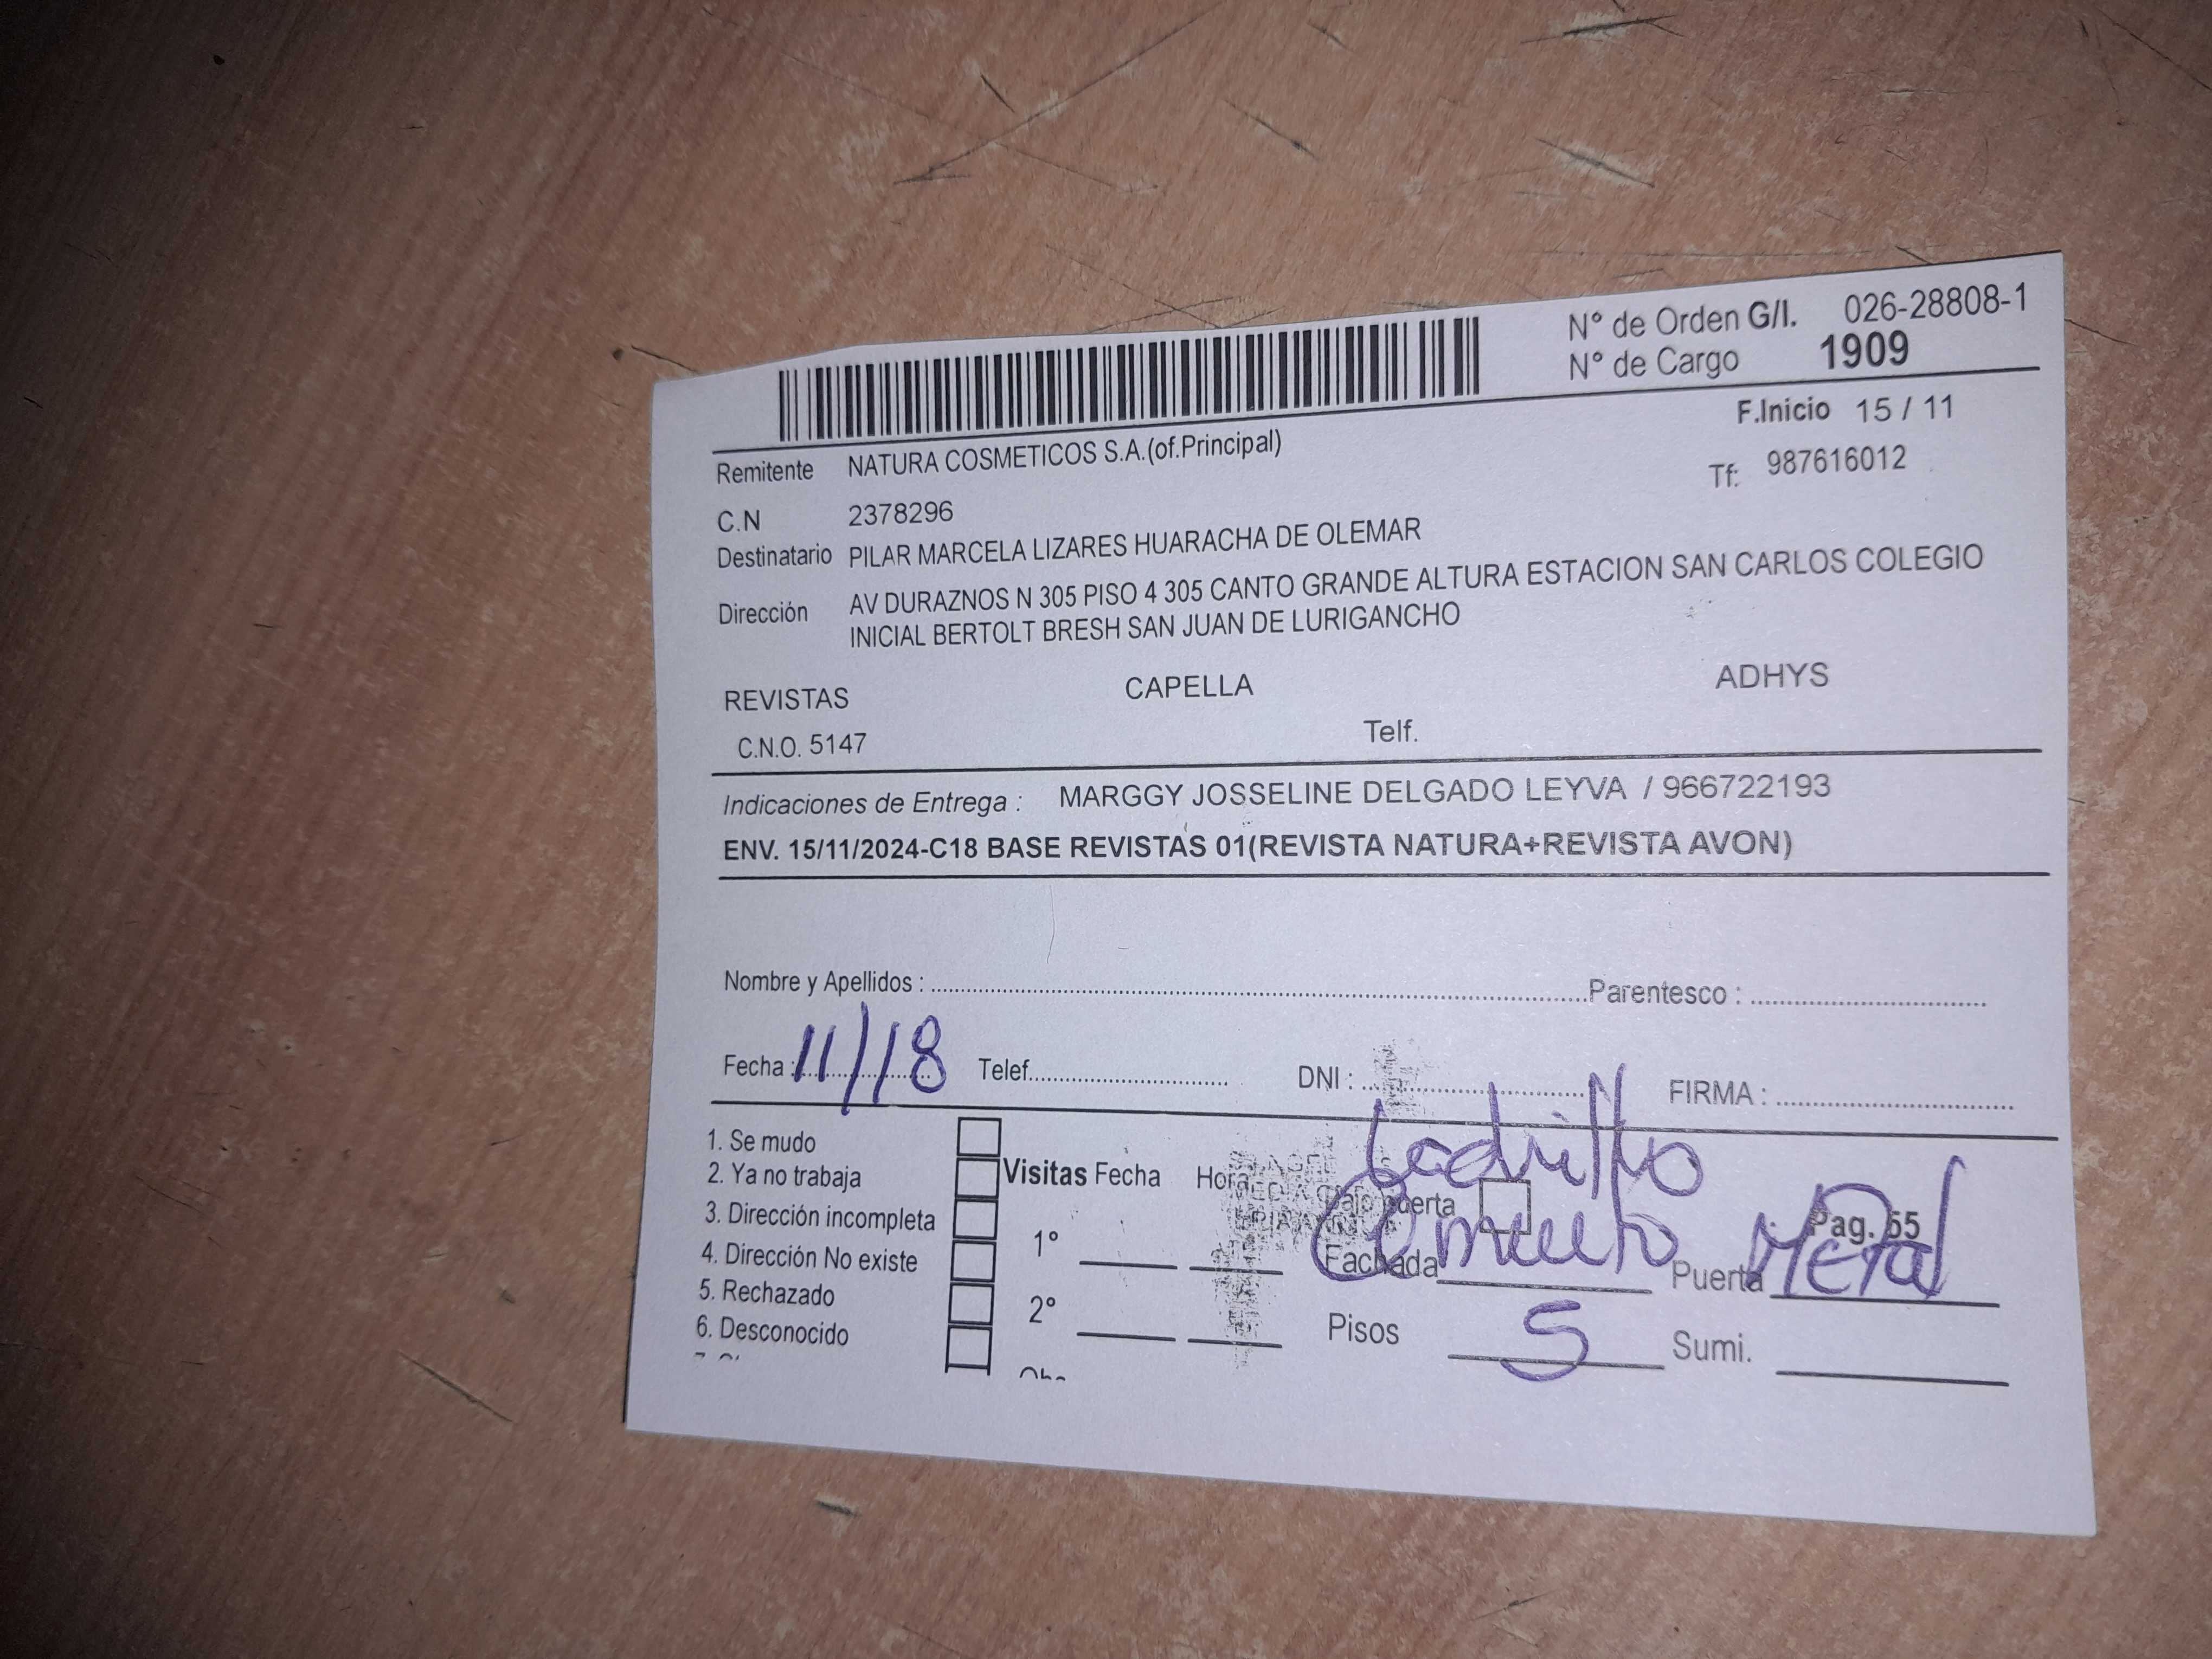 N° de Orden G/I. 026-28808-1
N° de Cargo 1909
F.Inicio 15 / 11
Remitente NATURA COSMETICOS S.A.(of.Principal)
Tf: 987616012
C.N 2378296
Destinatario PILAR MARCELA LIZARES HUARACHA DE OLEMAR
Dirección AV DURAZNOS N 305 PISO 4 305 CANTO GRANDE ALTURA ESTACION SAN CARLOS COLEGIO
INICIAL BERTOLT BRESH SAN JUAN DE LURIGANCHO
REVISTAS CAPELLA ADHYS
C.N.O. 5147 Telf.
Indicaciones de Entrega : MARGGY JOSSELINE DELGADO LEYVA / 966722193
ENV. 15/11/2024-C18 BASE REVISTAS 01(REVISTA NATURA+REVISTA AVON)
Nombre y Apellidos : Parentesco :
Fecha : 11/18 Telef. DNI : FIRMA :
Ladrillo
1. Se mudo
2. Ya no trabaja Visitas Fecha Hora
3. Dirección incompleta Bajo puerta Pag. 55
4. Dirección No existe 1° Fachada Cemento Puerta Metal
5. Rechazado
6. Desconocido 2° Pisos 5 Sumi.